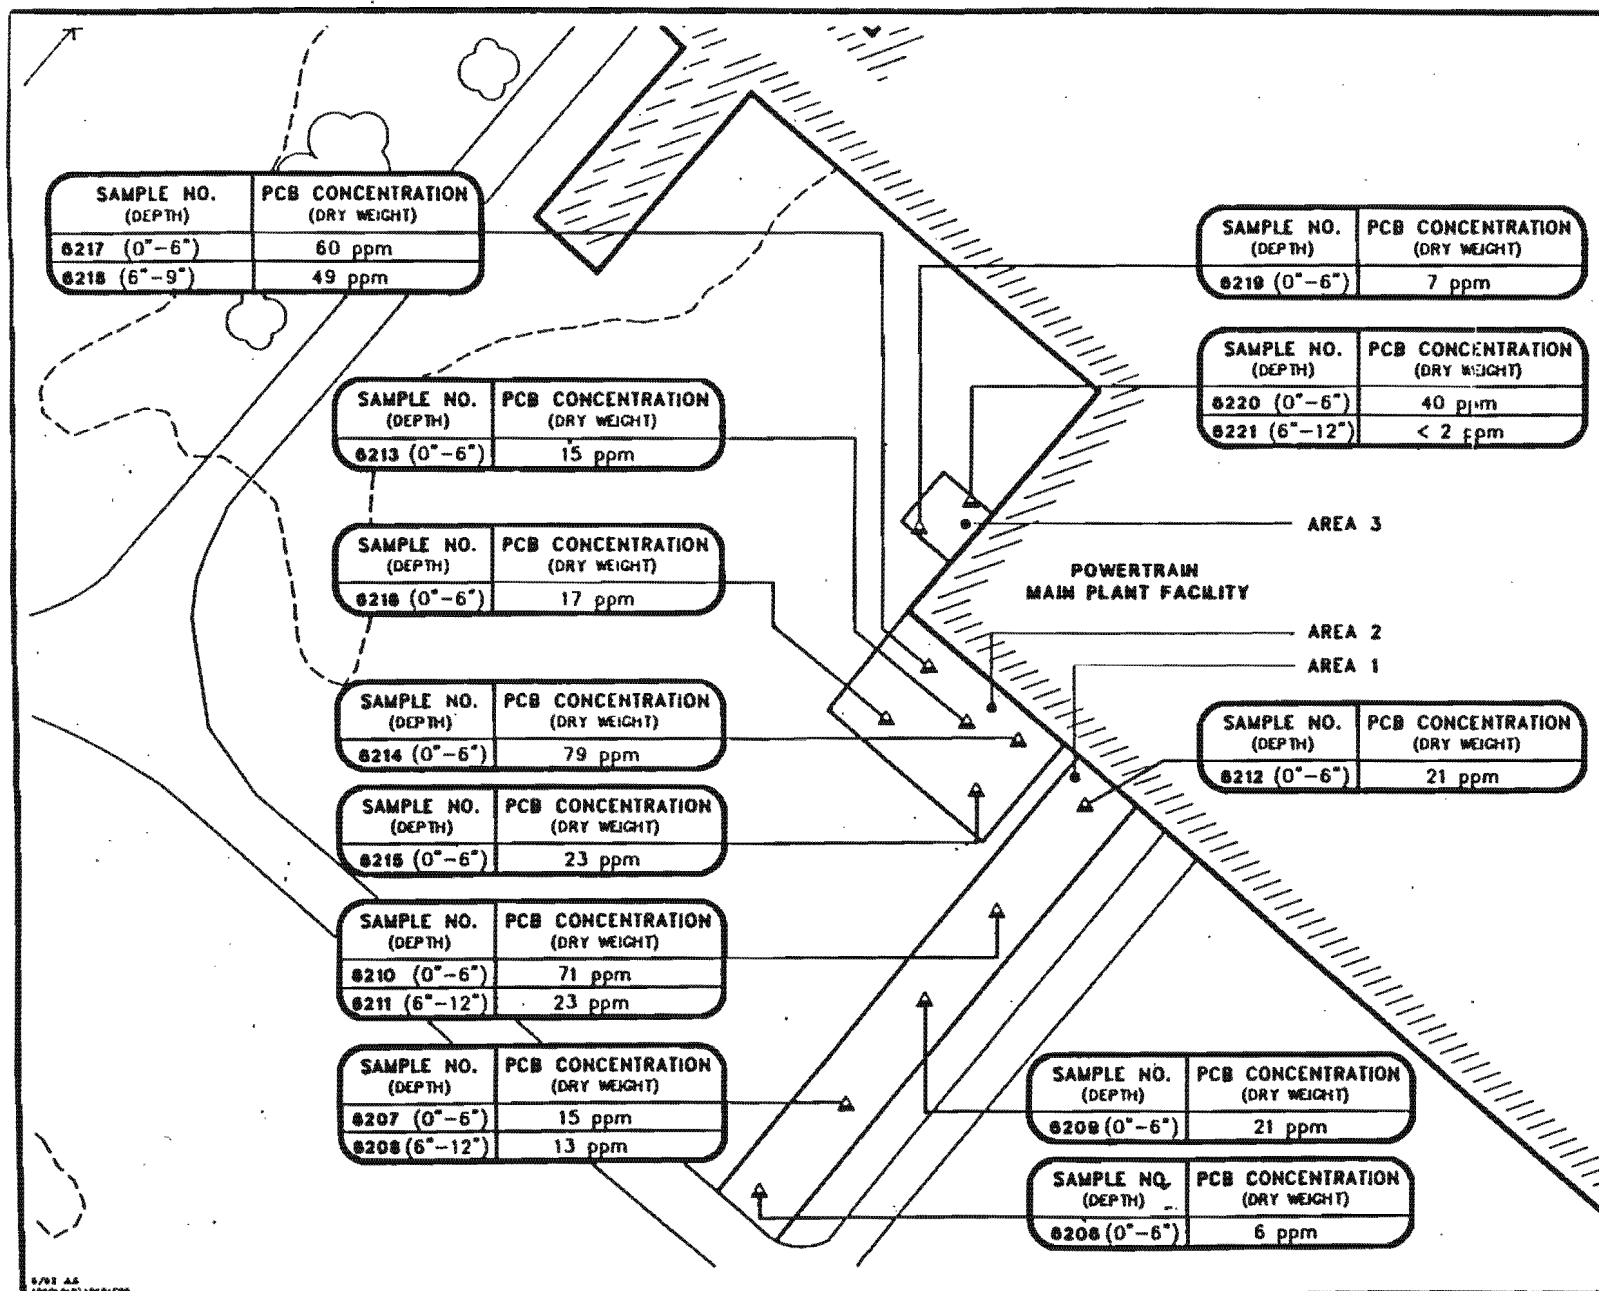 SAMPLE NO. PCB CONCENTRATION
(DEPTH) (DRY WEIGHT)
6217 (0"-6") 60 ppm
6218 (6"-9") 49 ppm
SAMPLE NO. PCB CONCENTRATION
(DEPTH) (DRY WEIGHT)
6219 (0"-6") 7 ppm
SAMPLE NO. PCB CONCENTRATION
(DEPTH) (DRY WEIGHT)
6220 (0"-6") 40 ppm
6221 (6"-12") < 2 ppm
SAMPLE NO. PCB CONCENTRATION
(DEPTH) (DRY WEIGHT)
6213 (0"-6") 15 ppm
AREA 3
SAMPLE NO. PCB CONCENTRATION
(DEPTH) (DRY WEIGHT)
6216 (0"-6") 17 ppm
POWERTRAIN
MAIN PLANT FACILITY
AREA 2
AREA 1
SAMPLE NO. PCB CONCENTRATION
(DEPTH) (DRY WEIGHT)
6214 (0"-6") 79 ppm
SAMPLE NO. PCB CONCENTRATION
(DEPTH) (DRY WEIGHT)
6212 (0"-6") 21 ppm
SAMPLE NO. PCB CONCENTRATION
(DEPTH) (DRY WEIGHT)
6215 (0"-6") 23 ppm
SAMPLE NO. PCB CONCENTRATION
(DEPTH) (DRY WEIGHT)
6210 (0"-6") 71 ppm
6211 (6"-12") 23 ppm
SAMPLE NO. PCB CONCENTRATION
(DEPTH) (DRY WEIGHT)
6207 (0"-6") 15 ppm
6208 (6"-12") 13 ppm
SAMPLE NO. PCB CONCENTRATION
(DEPTH) (DRY WEIGHT)
6209 (0"-6") 21 ppm
SAMPLE NO. PCB CONCENTRATION
(DEPTH) (DRY WEIGHT)
6206 (0"-6") 6 ppm